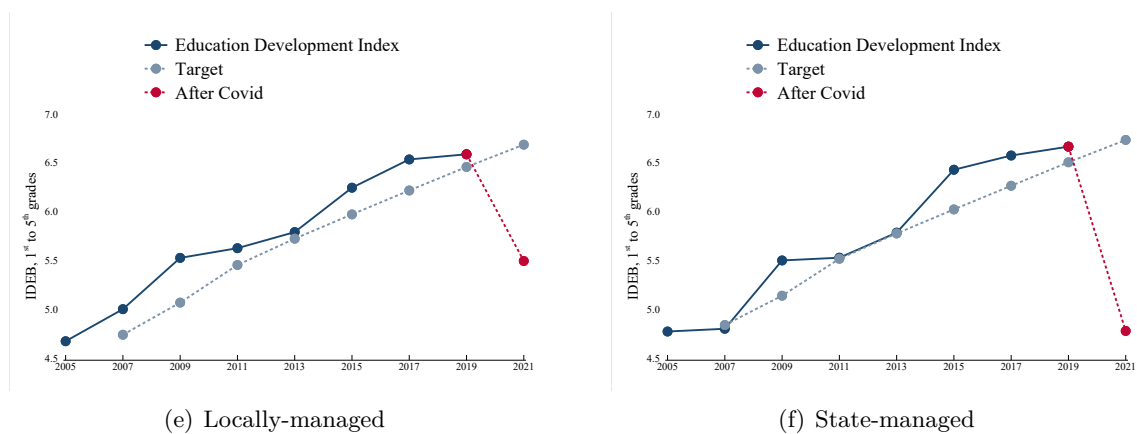 Education Development Index
Target
After Covid
7.0
6.5
6.0
5.5
5.0
4.5
IDEB, 1st to 5th grades
2005 2007 2009 2011 2013 2015 2017 2019 2021
(e) Locally-managed
Education Development Index
Target
After Covid
7.0
6.5
6.0
5.5
5.0
4.5
IDEB, 1st to 5th grades
2005 2007 2009 2011 2013 2015 2017 2019 2021
(f) State-managed